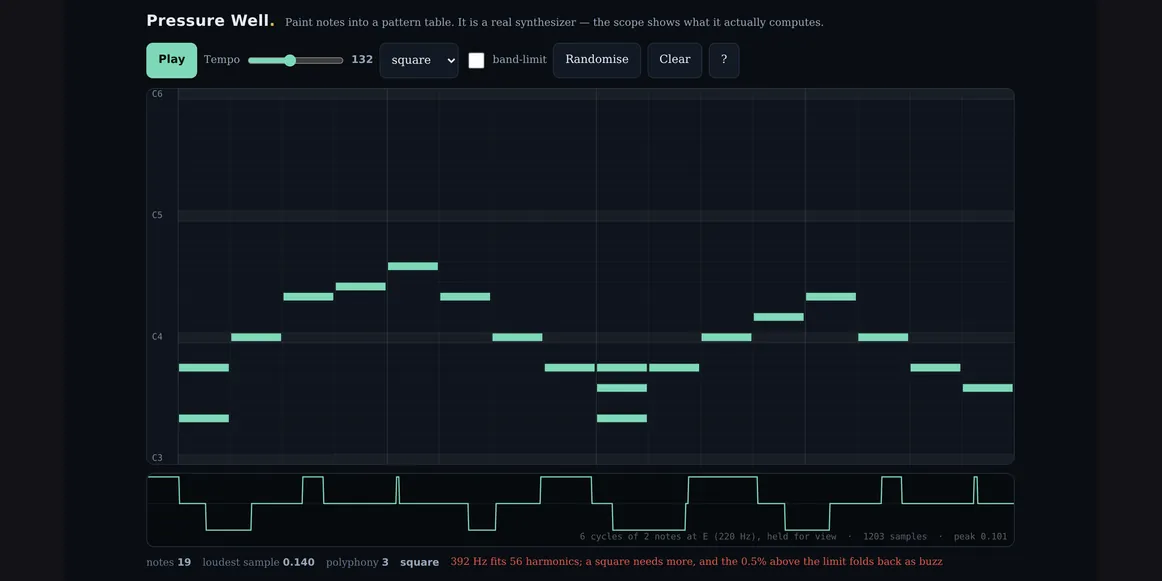 Pressure Well. Paint notes into a pattern table. It is a real synthesizer — the scope shows what it actually computes.
Play Tempo 132 square band-limit Randomise Clear ?
C6
C5
C4
C3
6 cycles of 2 notes at E (220 Hz), held for view · 1203 samples · peak 0.101
notes 19 loudest sample 0.140 polyphony 3 square 392 Hz fits 56 harmonics; a square needs more, and the 0.5% above the limit folds back as buzz